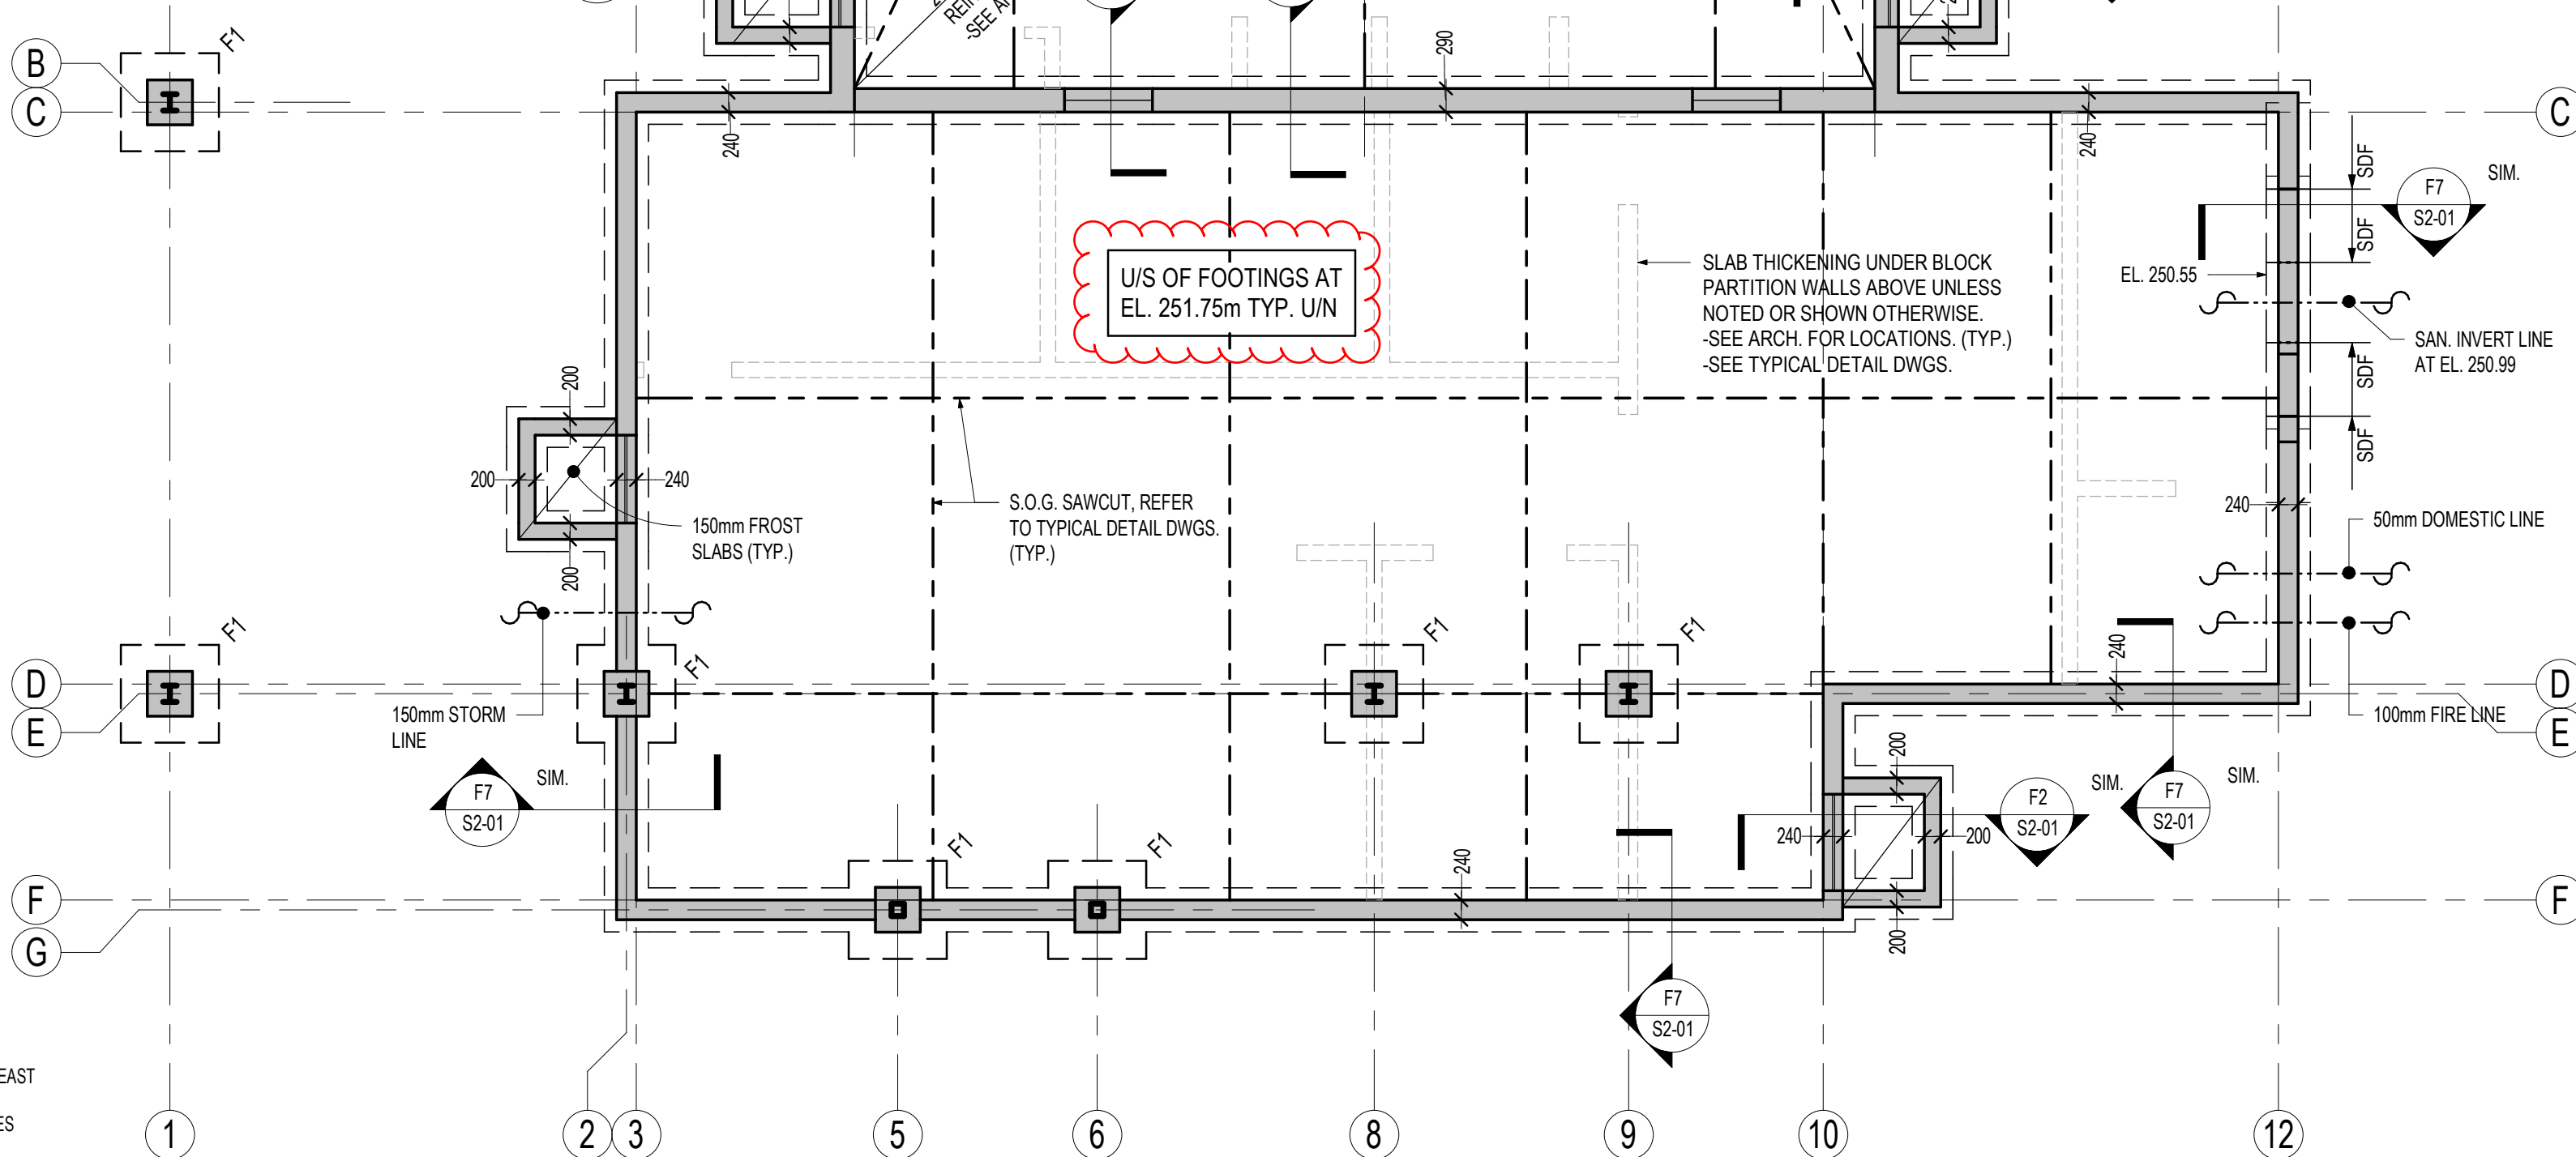 REIN
-SEE AR
B
F1
C
C
290
240
240
SDF
SDF
F7
S2-01
SIM.
U/S OF FOOTINGS AT
EL. 251.75m TYP. U/N
SLAB THICKENING UNDER BLOCK
PARTITION WALLS ABOVE UNLESS
NOTED OR SHOWN OTHERWISE.
-SEE ARCH. FOR LOCATIONS. (TYP.)
-SEE TYPICAL DETAIL DWGS.
EL. 250.55
SAN. INVERT LINE
AT EL. 250.99
SDF
SDF
200
200
240
200
150mm FROST
SLABS (TYP.)
S.O.G. SAWCUT, REFER
TO TYPICAL DETAIL DWGS.
(TYP.)
240
50mm DOMESTIC LINE
F1
F1
F1
F1
240
D
E
D
E
150mm STORM
LINE
100mm FIRE LINE
F7
S2-01
SIM.
200
240
200
200
F2
S2-01
SIM.
F7
S2-01
SIM.
F1
F1
240
F
G
F
F7
S2-01
EAST
ES
1
2
3
5
6
8
9
10
12